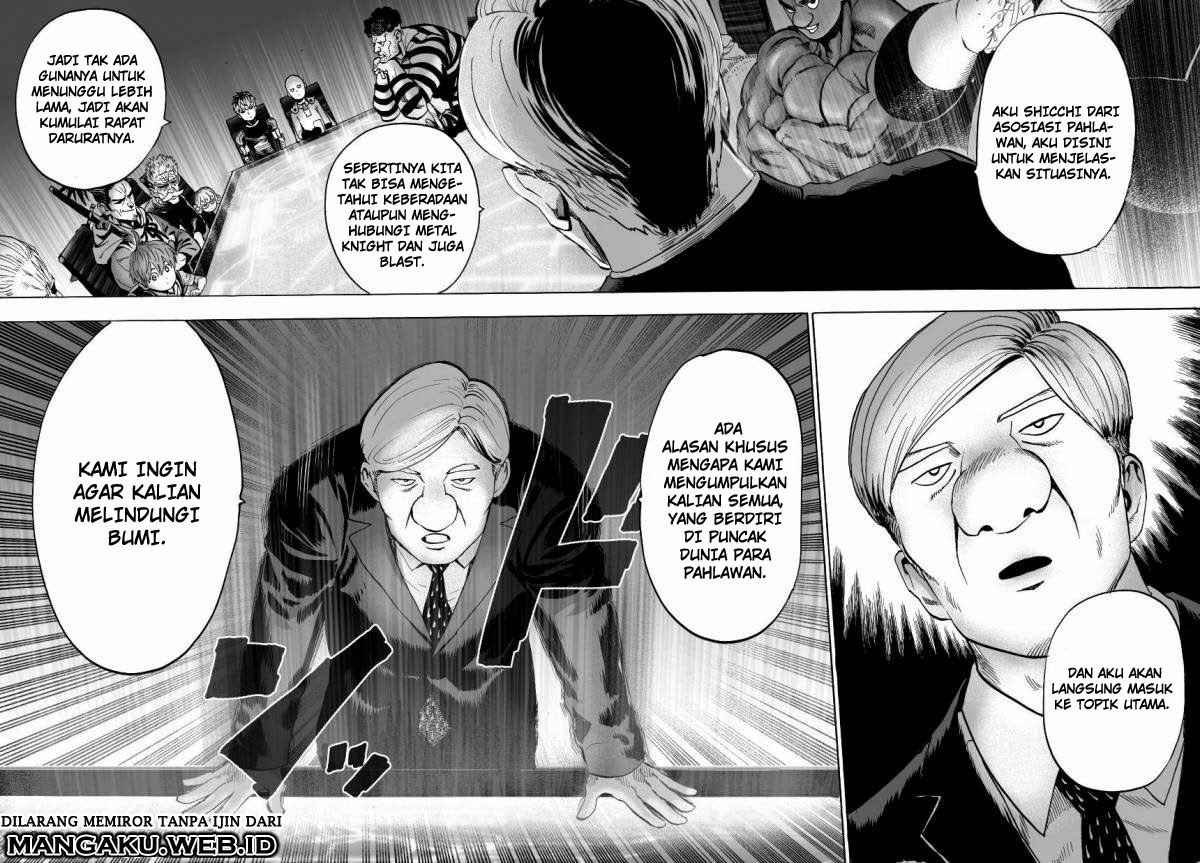 AKU SHICCHI DARI
ASOSIASI PAHLA-
WAN, AKU DISINI
UNTUK MENJELAS-
KAN SITUASINYA.
SEPERTINYA KITA
TAK BISA MENGE-
TAHUI KEBERADAAN
ATAUPUN MENG-
HUBUNGI METAL
KNIGHT DAN JUGA
BLAST.
JADI TAK ADA
GUNANYA UNTUK
MENUNGGU LEBIH
LAMA, JADI AKAN
KUMULAI RAPAT
DARURATNYA.
DAN AKU AKAN
LANGSUNG MASUK
KE TOPIK UTAMA.
ADA
ALASAN KHUSUS
MENGAPA KAMI
MENGUMPULKAN
KALIAN SEMUA,
YANG BERDIRI
DI PUNCAK
DUNIA PARA
PAHLAWAN.
KAMI INGIN
AGAR KALIAN
MELINDUNGI
BUMI.
ドドン
DILARANG MEMIROR TANPA IJIN DARI
MANGAKU.WEB.ID